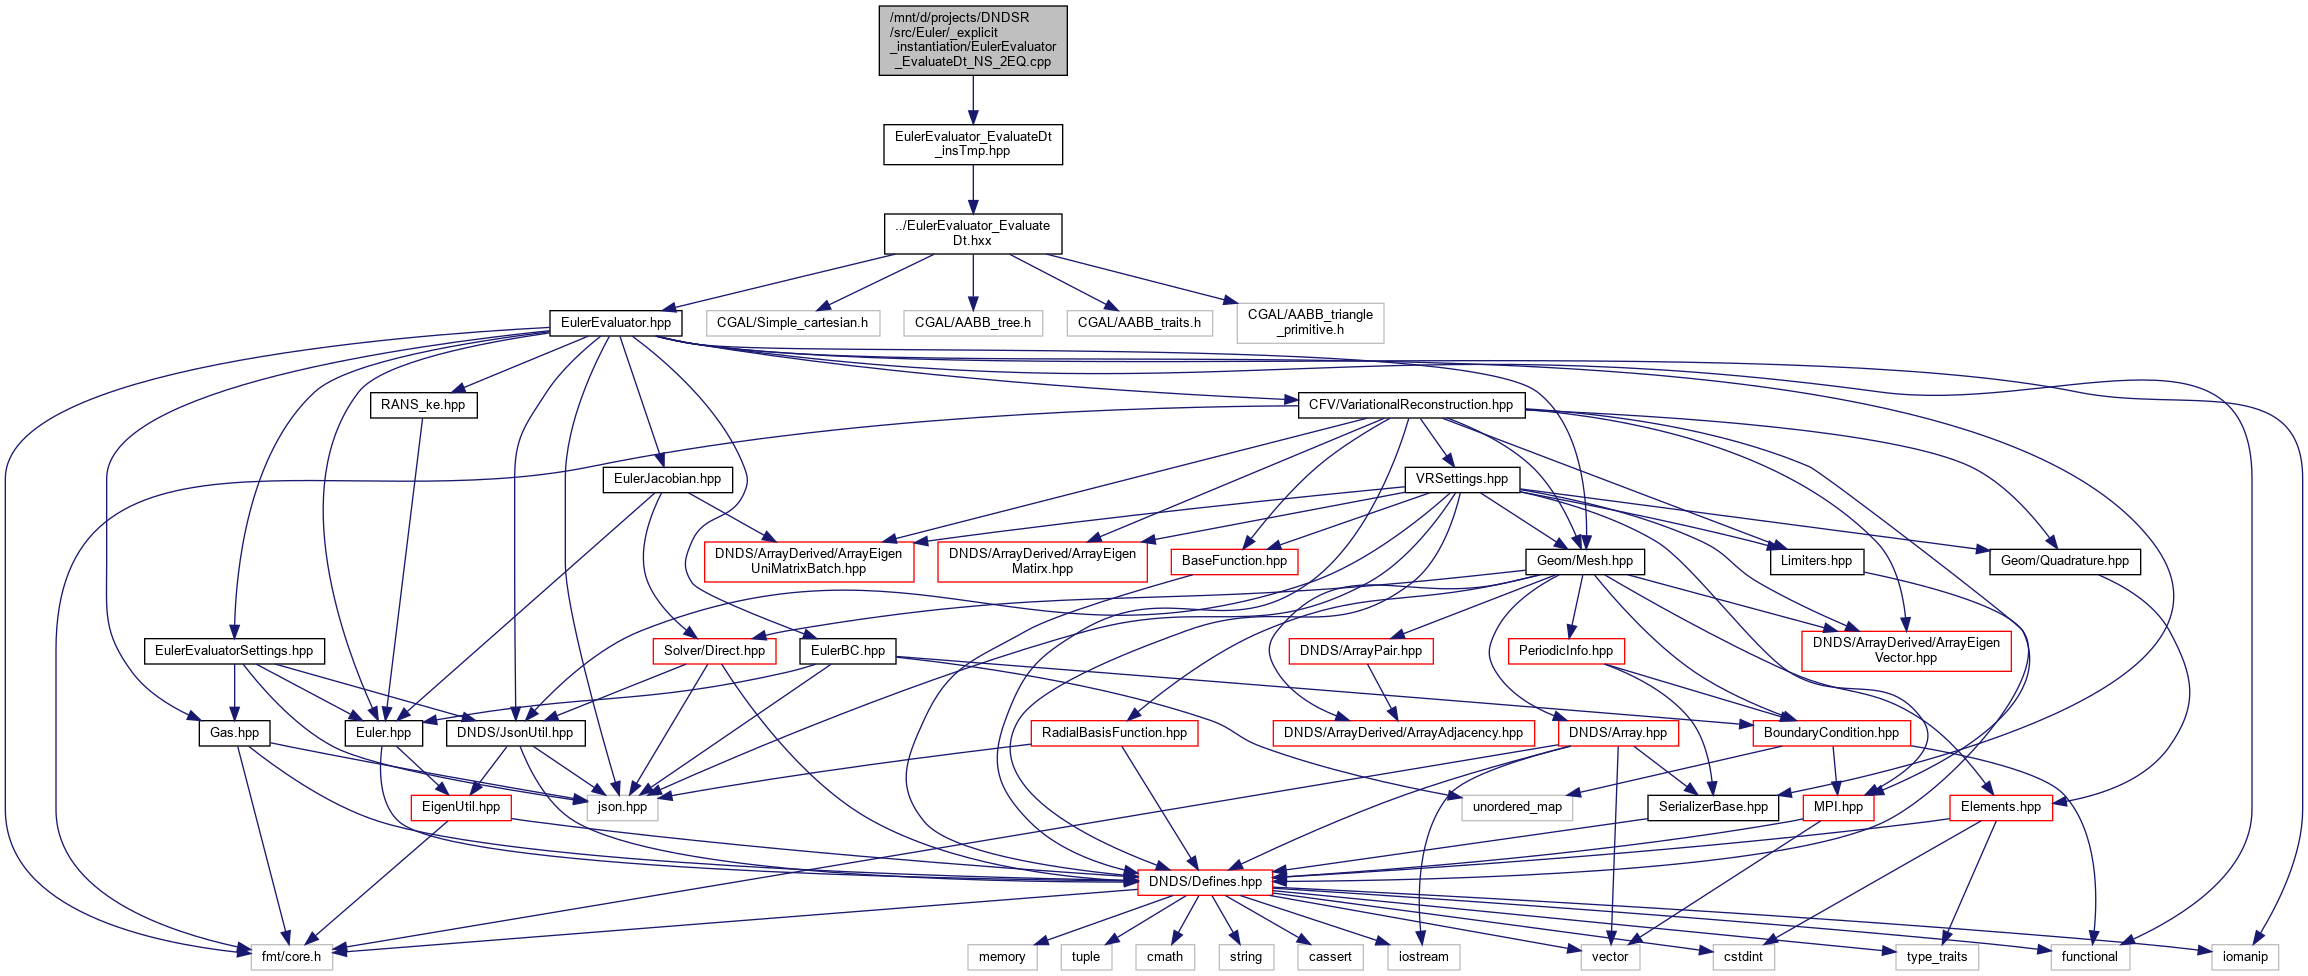 /mnt/d/projects/DNDSR
/src/Euler/_explicit
_instantiation/EulerEvaluator
_EvaluateDt_NS_2EQ.cpp
EulerEvaluator_EvaluateDt
_insTmp.hpp
../EulerEvaluator_Evaluate
Dt.hxx
EulerEvaluator.hpp
CGAL/Simple_cartesian.h
CGAL/AABB_tree.h
CGAL/AABB_traits.h
CGAL/AABB_triangle
_primitive.h
RANS_ke.hpp
CFV/VariationalReconstruction.hpp
EulerJacobian.hpp
VRSettings.hpp
DNDS/ArrayDerived/ArrayEigen
UniMatrixBatch.hpp
DNDS/ArrayDerived/ArrayEigen
Matirx.hpp
BaseFunction.hpp
Geom/Mesh.hpp
Limiters.hpp
Geom/Quadrature.hpp
EulerEvaluatorSettings.hpp
Solver/Direct.hpp
EulerBC.hpp
DNDS/ArrayPair.hpp
PeriodicInfo.hpp
DNDS/ArrayDerived/ArrayEigen
Vector.hpp
Gas.hpp
Euler.hpp
DNDS/JsonUtil.hpp
RadialBasisFunction.hpp
DNDS/ArrayDerived/ArrayAdjacency.hpp
DNDS/Array.hpp
BoundaryCondition.hpp
EigenUtil.hpp
json.hpp
unordered_map
SerializerBase.hpp
MPI.hpp
Elements.hpp
DNDS/Defines.hpp
fmt/core.h
memory
tuple
cmath
string
cassert
iostream
vector
cstdint
type_traits
functional
iomanip